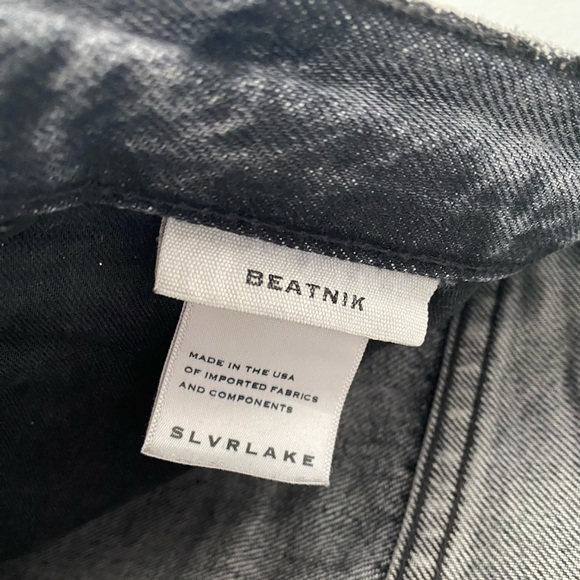 BEATNIK
MADE IN THE USA
OF IMPORTED FABRICS
AND COMPONENTS
SLVRLAKE